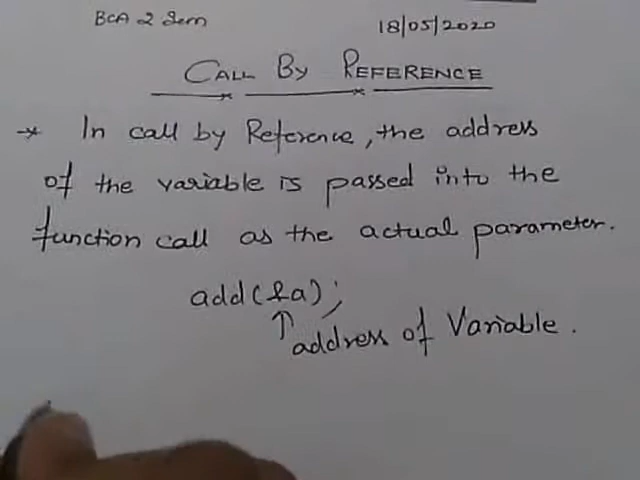 BCA 2 Sem
18/05/2020
CALL BY REFERENCE
In call by Reference, the address
of the variable is passed into the
function call as the actual parameter.
add(&a);
↑ address of Variable.